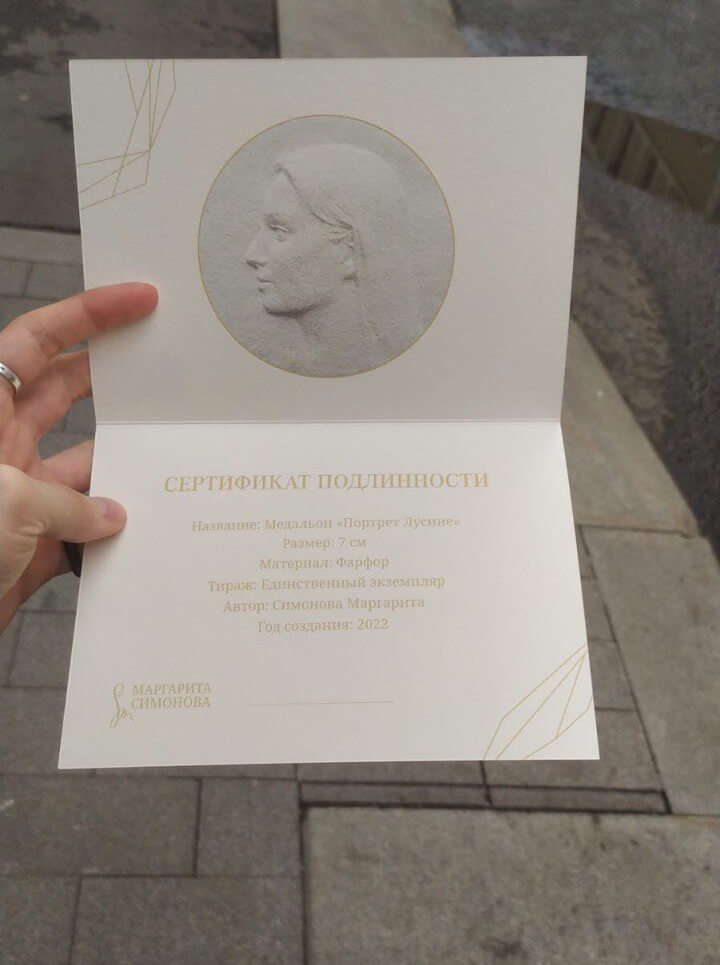 СЕРТИФИКАТ ПОДЛИННОСТИ
Название: Медальон «Портрет Лусине»
Размер: 7 см
Материал: Фарфор
Тираж: Единственный экземпляр
Автор: Симонова Маргарита
Год создания: 2022
МАРГАРИТА
СИМОНОВА